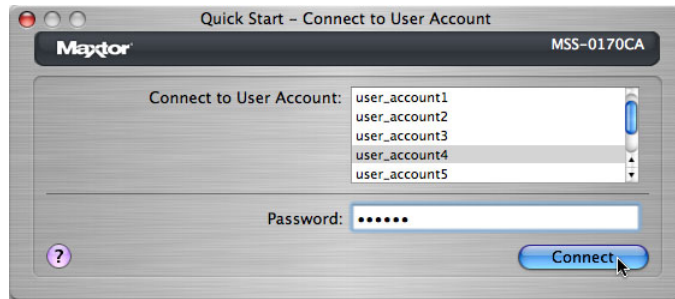 Quick Start – Connect to User Account
Maxtor
MSS-0170CA
Connect to User Account:
user_account1
user_account2
user_account3
user_account4
user_account5
Password: ••••••
?
Connect